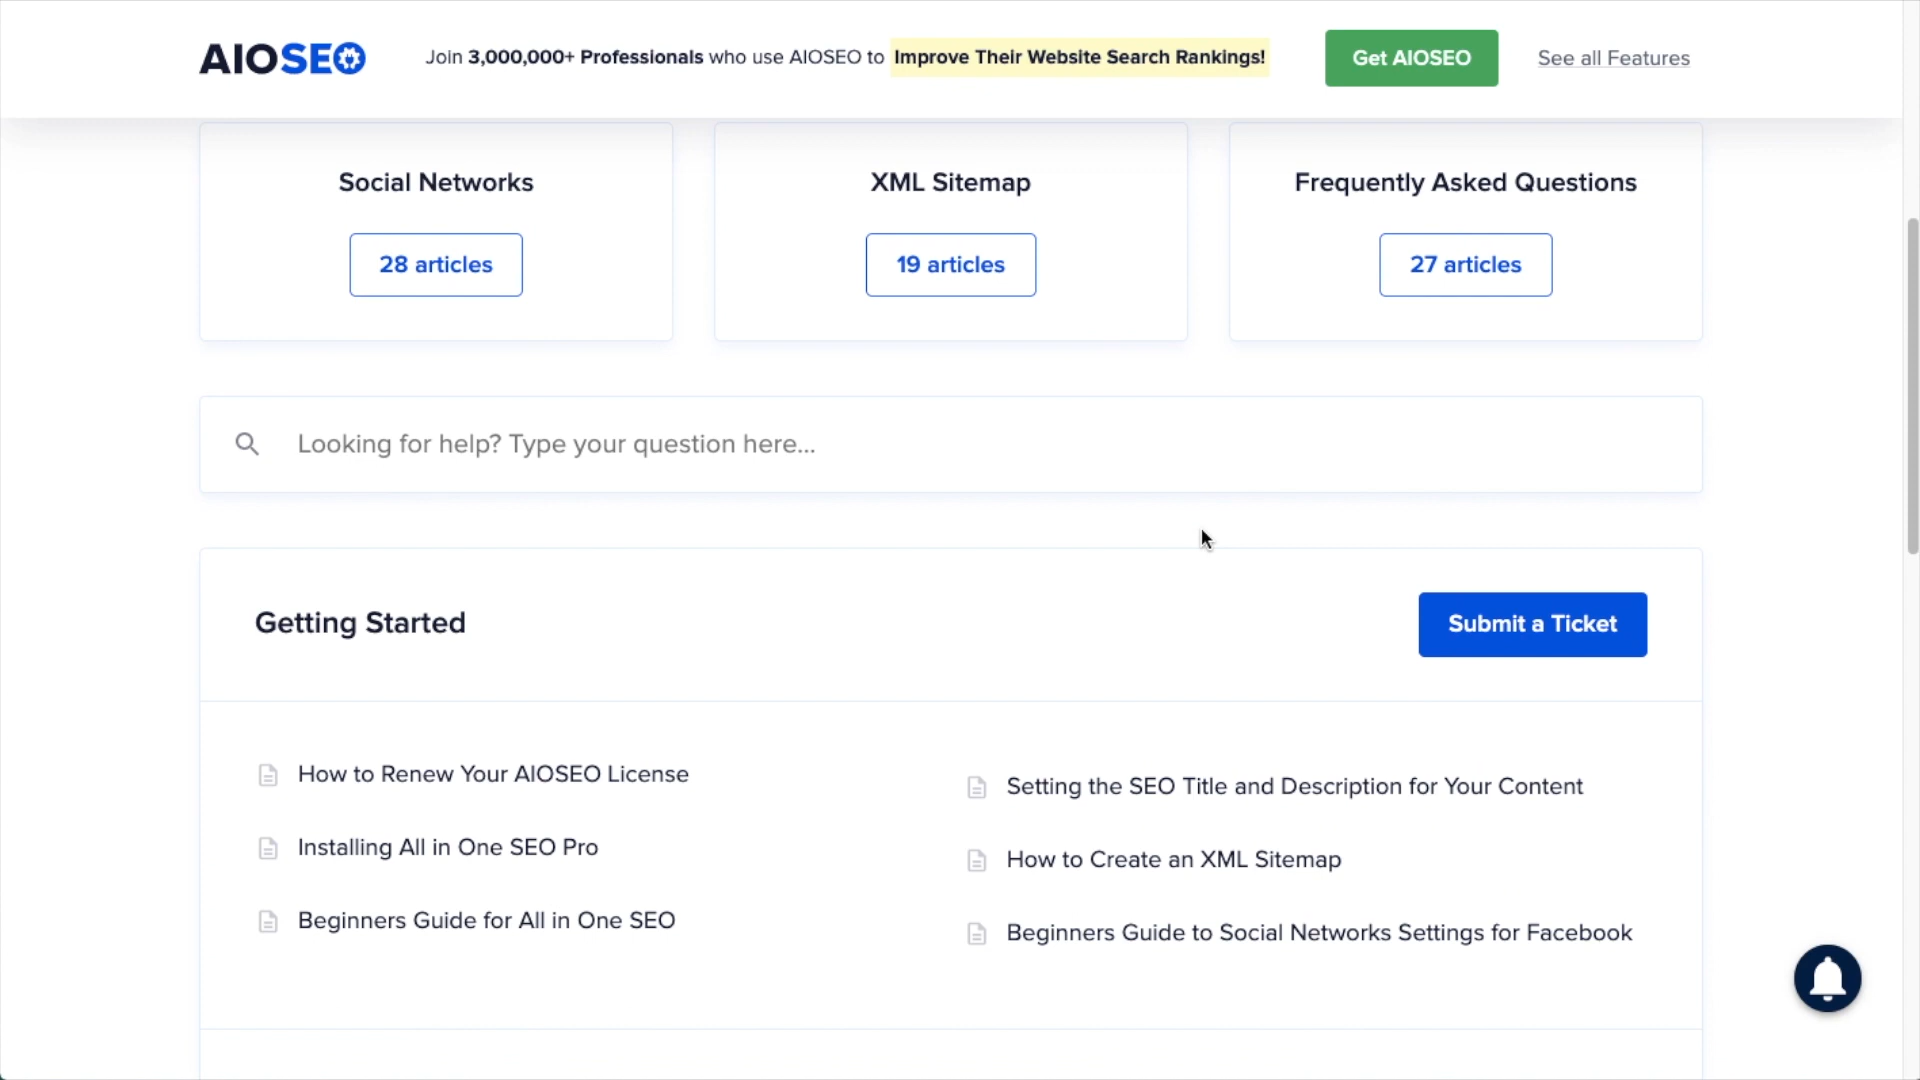 AIOSEO
Join 3,000,000+ Professionals who use AIOSEO to Improve Their Website Search Rankings!
Get AIOSEO
See all Features
Social Networks
28 articles
XML Sitemap
19 articles
Frequently Asked Questions
27 articles
Looking for help? Type your question here...
Getting Started
Submit a Ticket
How to Renew Your AIOSEO License
Installing All in One SEO Pro
Beginners Guide for All in One SEO
Setting the SEO Title and Description for Your Content
How to Create an XML Sitemap
Beginners Guide to Social Networks Settings for Facebook